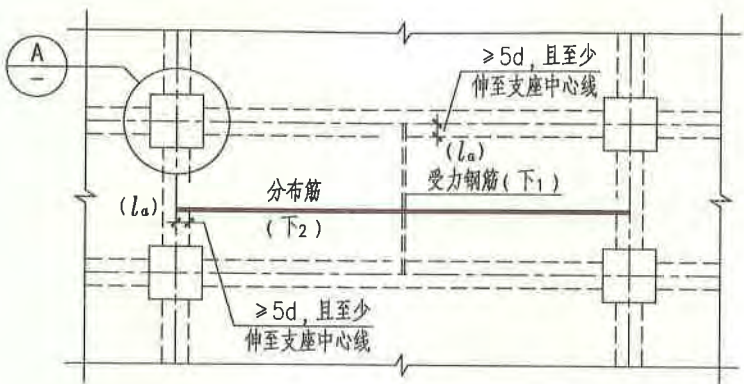 A
—
≥5d，且至少
伸至支座中心线
(la)
受力钢筋(下1)
分布筋
(la)
(下2)
≥5d，且至少
伸至支座中心线